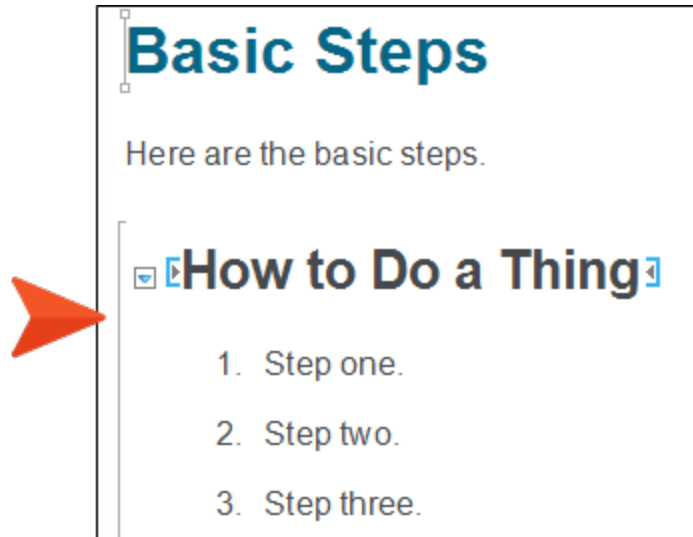 Basic Steps
Here are the basic steps.
How to Do a Thing
1. Step one.
2. Step two.
3. Step three.